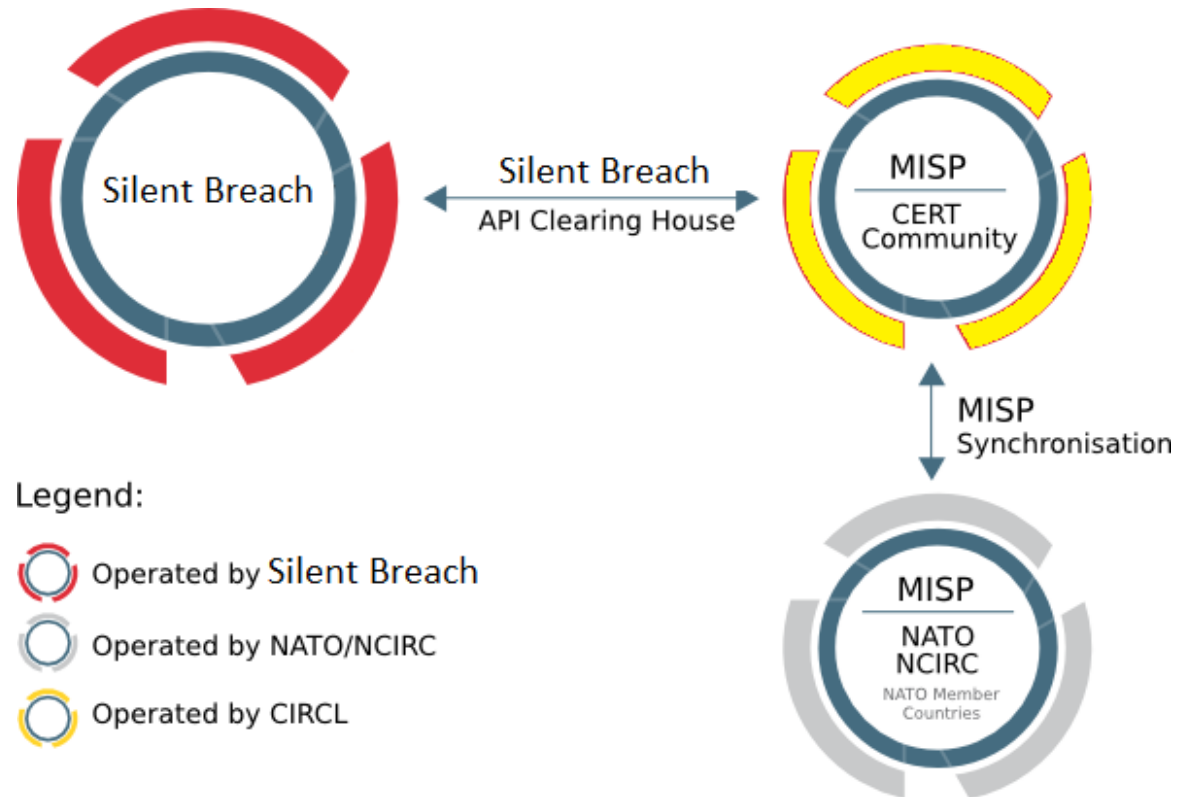 Silent Breach
Silent Breach
API Clearing House
MISP
CERT
Community
MISP
Synchronisation
MISP
NATO
NCIRC
NATO Member
Countries
Legend:
Operated by Silent Breach
Operated by NATO/NCIRC
Operated by CIRCL